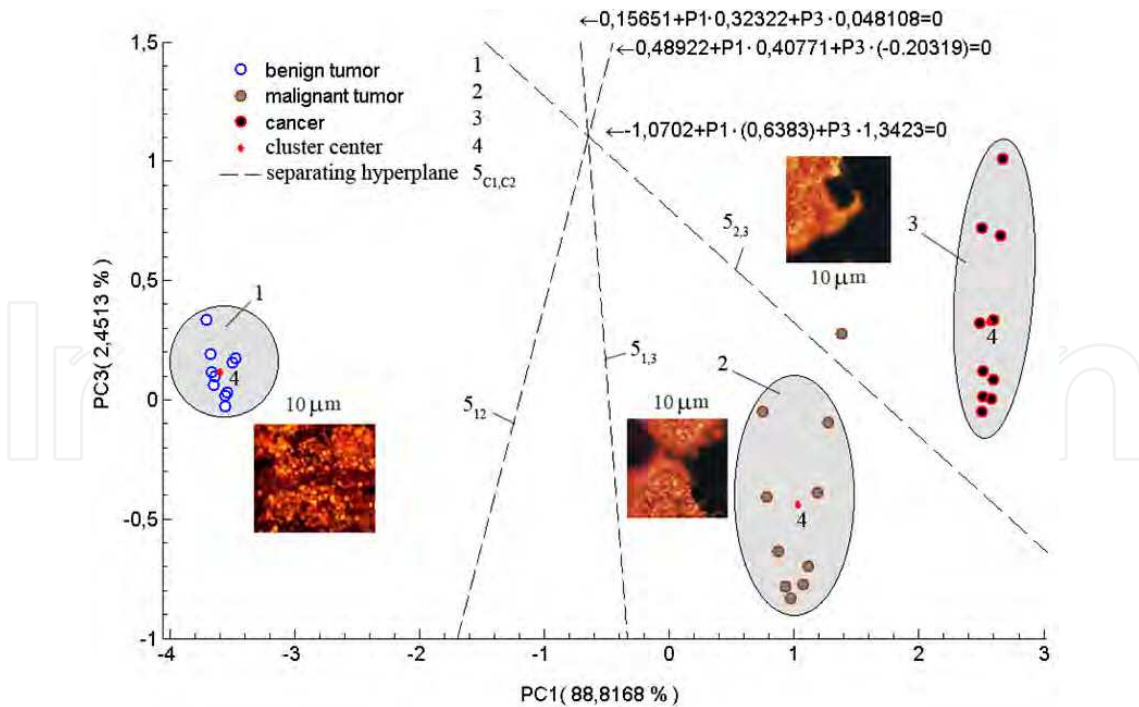 ←0,15651+P1·0,32322+P3·0,048108=0
←0,48922+P1·0,40771+P3·(-0.20319)=0
←-1,0702+P1·(0,6383)+P3·1,3423=0
benign tumor 1
malignant tumor 2
cancer 3
cluster center 4
separating hyperplane 5C1,C2
1,5
1
0,5
0
-0,5
-1
PC3( 2,4513 %)
10 μm
52,3
3
4
1
4
10 μm
512
51,3
10 μm
2
4
-4 -3 -2 -1 0 1 2 3
PC1( 88,8168 %)